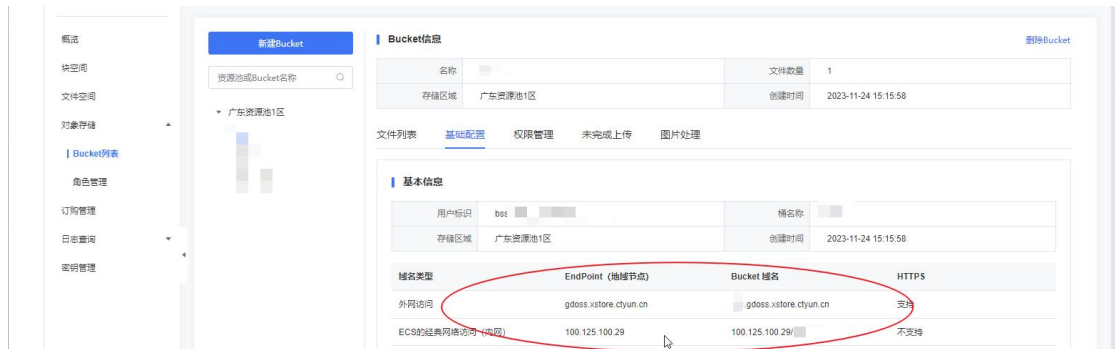 概览
块空间
文件空间
对象存储
Bucket列表
角色管理
订购管理
日志查询
密钥管理
新建Bucket
资源池或Bucket名称
广东资源池1区
Bucket信息
删除Bucket
名称 文件数量 1
存储区域 广东资源池1区 创建时间 2023-11-24 15:15:58
文件列表 基础配置 权限管理 未完成上传 图片处理
基本信息
用户标识 bss 桶名称
存储区域 广东资源池1区 创建时间 2023-11-24 15:15:58
域名类型 EndPoint（地域节点） Bucket 域名 HTTPS
外网访问 gdoss.xstore.ctyun.cn .gdoss.xstore.ctyun.cn 支持
ECS的经典网络访问（内网） 100.125.100.29 100.125.100.29/ 不支持